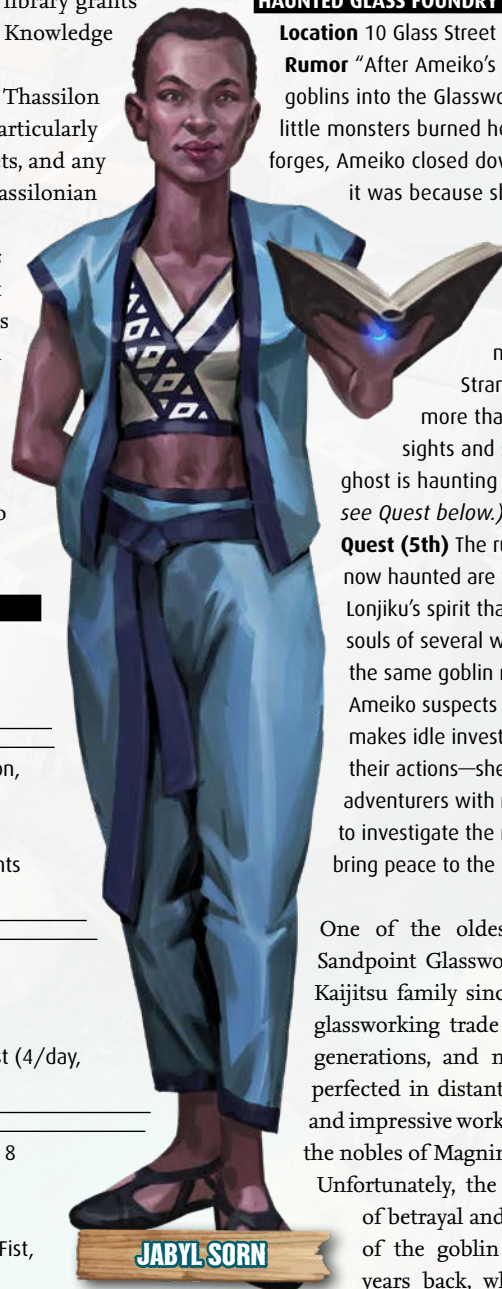 library grants
Knowledge
Thassilon
articularly
ts, and any
assilonian
s
o
on,
nts
st (4/day,
8
Fist,
JABYL SORN
HAUNTED GLASS FOUNDRY
Location 10 Glass Street
Rumor “After Ameiko’s
goblins into the Glasswo
little monsters burned he
forges, Ameiko closed dow
it was because sh
m
Stran
more tha
sights and
ghost is haunting
see Quest below.)
Quest (5th) The ru
now haunted are
Lonjiku’s spirit tha
souls of several w
the same goblin r
Ameiko suspects
makes idle invest
their actions—she
adventurers with
to investigate the
bring peace to the
One of the oldes
Sandpoint Glasswo
Kaijitsu family sinc
glassworking trade
generations, and m
perfected in distant
and impressive work
the nobles of Magnim
Unfortunately, the
of betrayal and
of the goblin
years back, wh